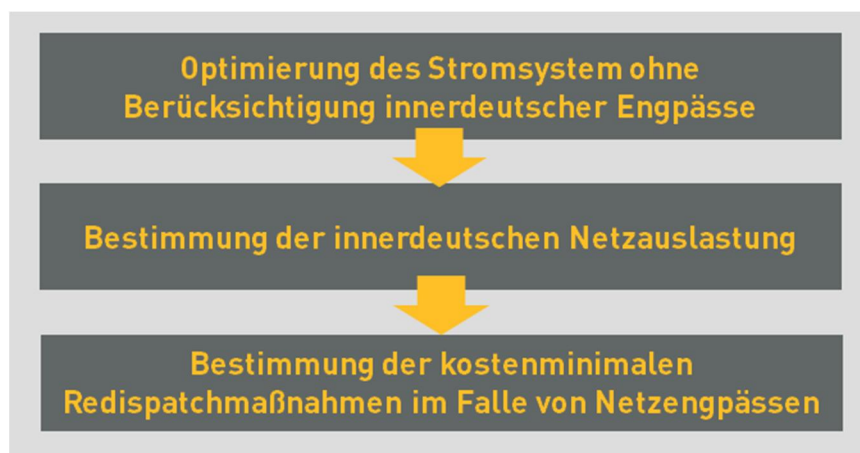 Optimierung des Stromsystem ohne
Berücksichtigung innerdeutscher Engpässe
Bestimmung der innerdeutschen Netzauslastung
Bestimmung der kostenminimalen
Redispatchmaßnahmen im Falle von Netzengpässen